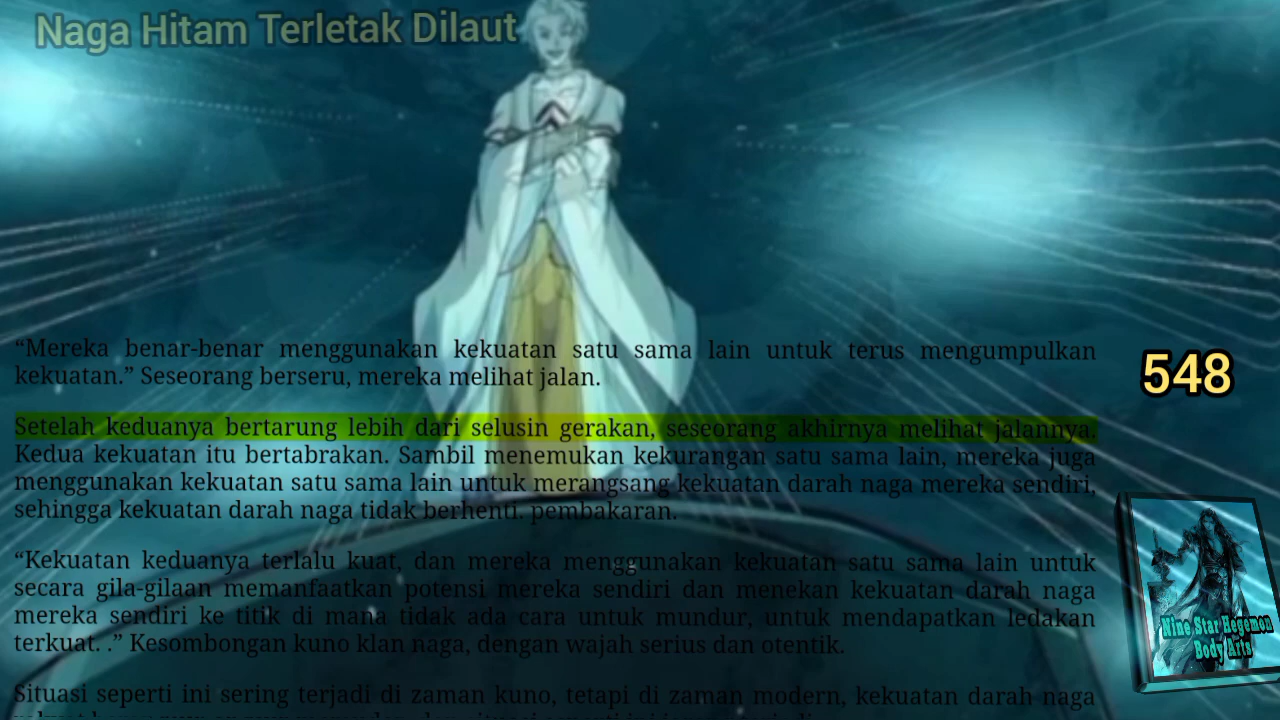 Naga Hitam Terletak Dilaut
“Mereka benar-benar menggunakan kekuatan satu sama lain untuk terus mengumpulkan
kekuatan.” Seseorang berseru, mereka melihat jalan.
548
Setelah keduanya bertarung lebih dari selusin gerakan, seseorang akhirnya melihat jalannya.
Kedua kekuatan itu bertabrakan. Sambil menemukan kekurangan satu sama lain, mereka juga
menggunakan kekuatan satu sama lain untuk merangsang kekuatan darah naga mereka sendiri,
sehingga kekuatan darah naga tidak berhenti. pembakaran.
“Kekuatan keduanya terlalu kuat, dan mereka menggunakan kekuatan satu sama lain untuk
secara gila-gilaan memanfaatkan potensi mereka sendiri dan menekan kekuatan darah naga
mereka sendiri ke titik di mana tidak ada cara untuk mundur, untuk mendapatkan ledakan
terkuat. .” Kesombongan kuno klan naga, dengan wajah serius dan otentik.
Nine Star Hegemon
Body Arts
Situasi seperti ini sering terjadi di zaman kuno, tetapi di zaman modern, kekuatan darah naga